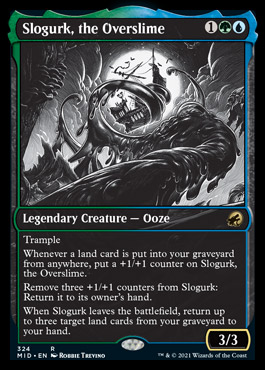 Slogurk, the Overslime 1
Legendary Creature — Ooze
Trample
Whenever a land card is put into your graveyard
from anywhere, put a +1/+1 counter on Slogurk,
the Overslime.
Remove three +1/+1 counters from Slogurk:
Return it to its owner's hand.
When Slogurk leaves the battlefield, return up
to three target land cards from your graveyard to
your hand.
3/3
324 R
MID • EN ROBBIE TREVINO ™ & © 2021 Wizards of the Coast